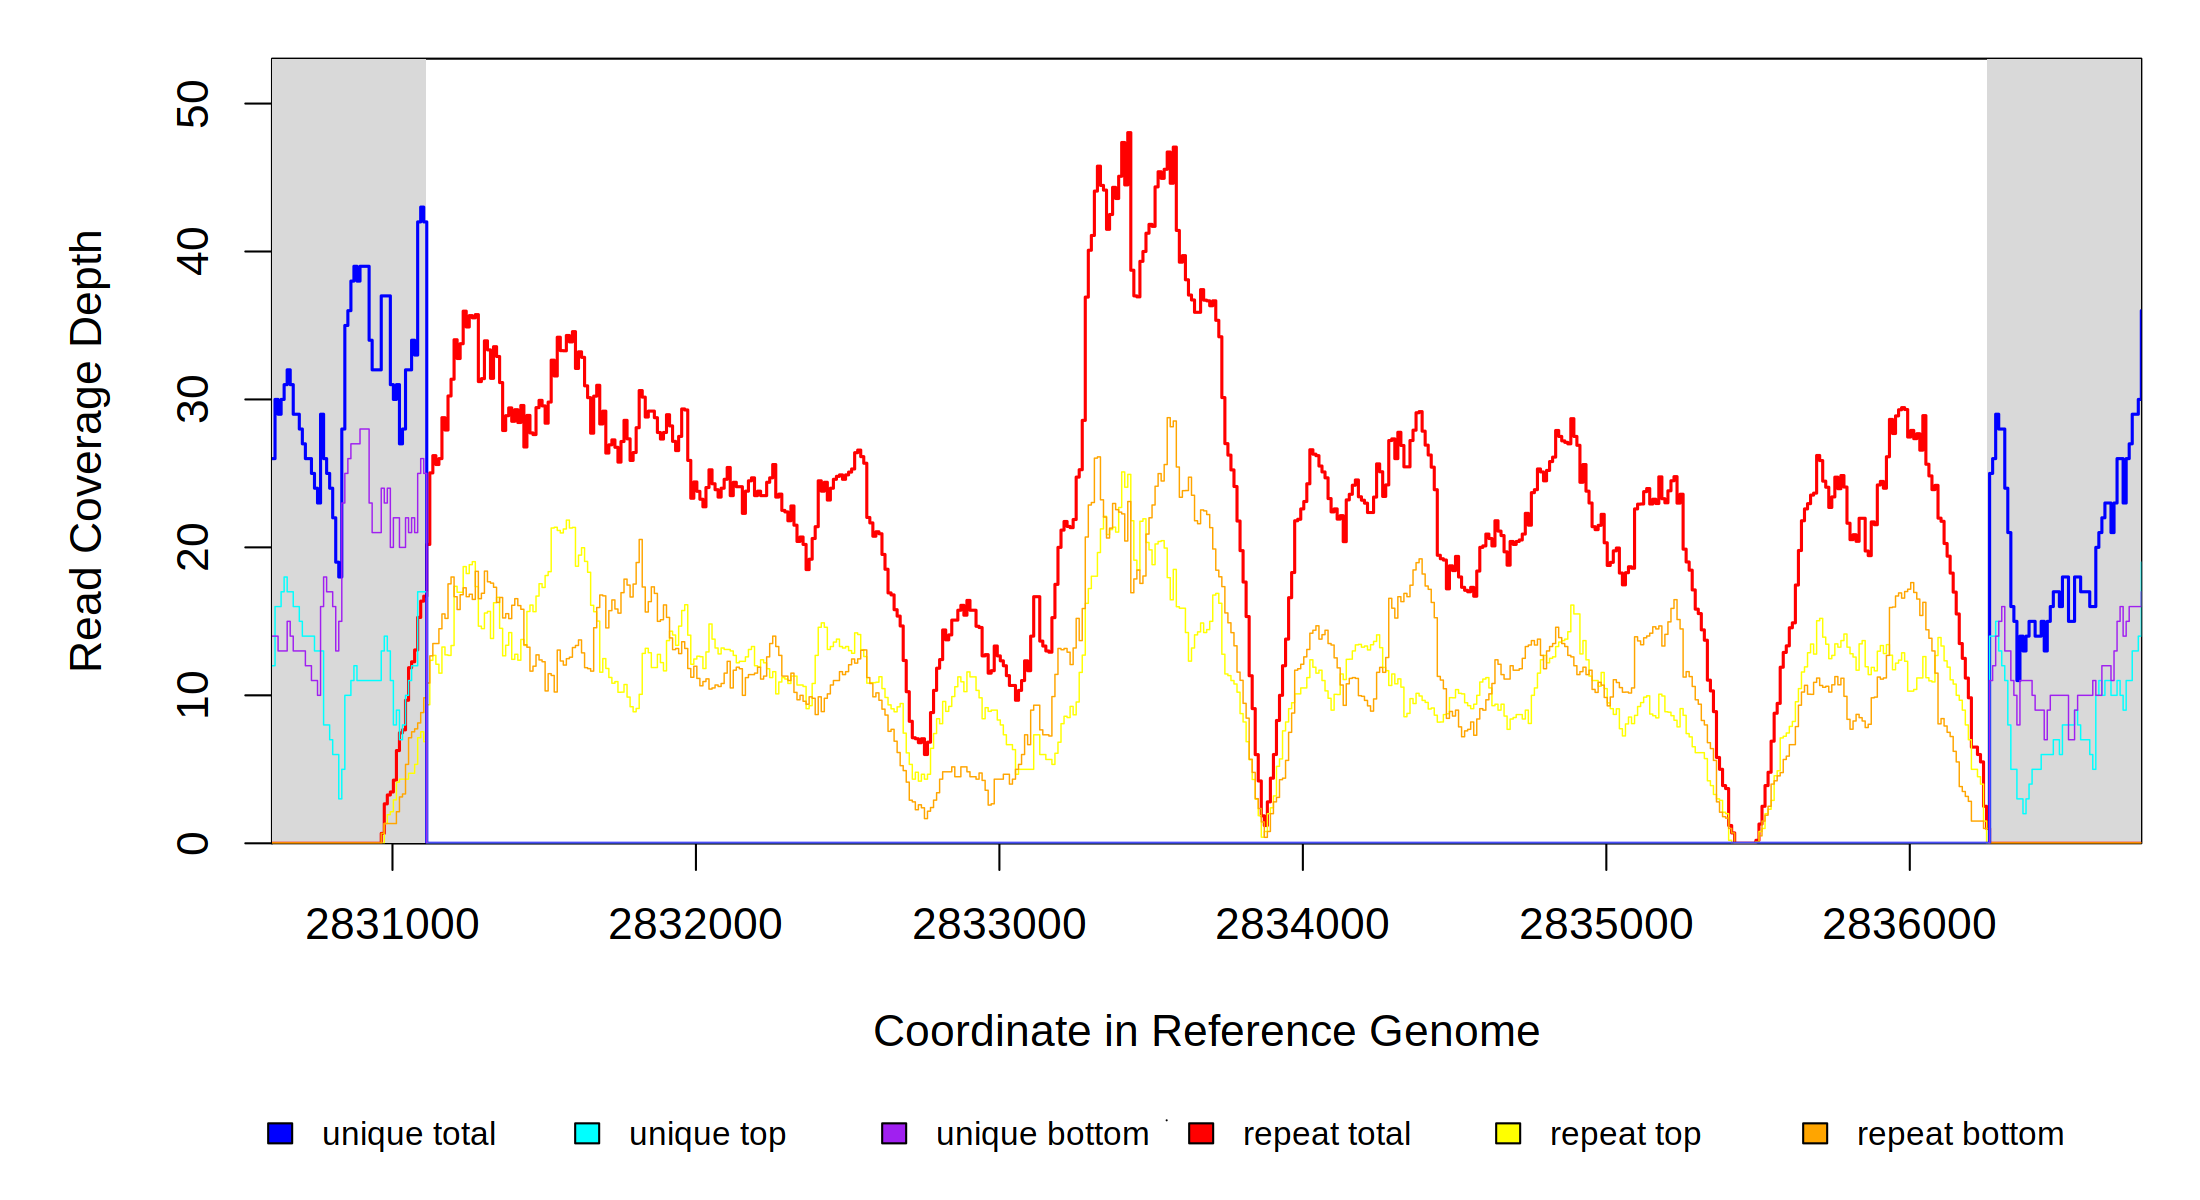 Read Coverage Depth
50
40
30
20
10
0
2831000 2832000 2833000 2834000 2835000 2836000
Coordinate in Reference Genome
unique total unique top unique bottom repeat total repeat top repeat bottom